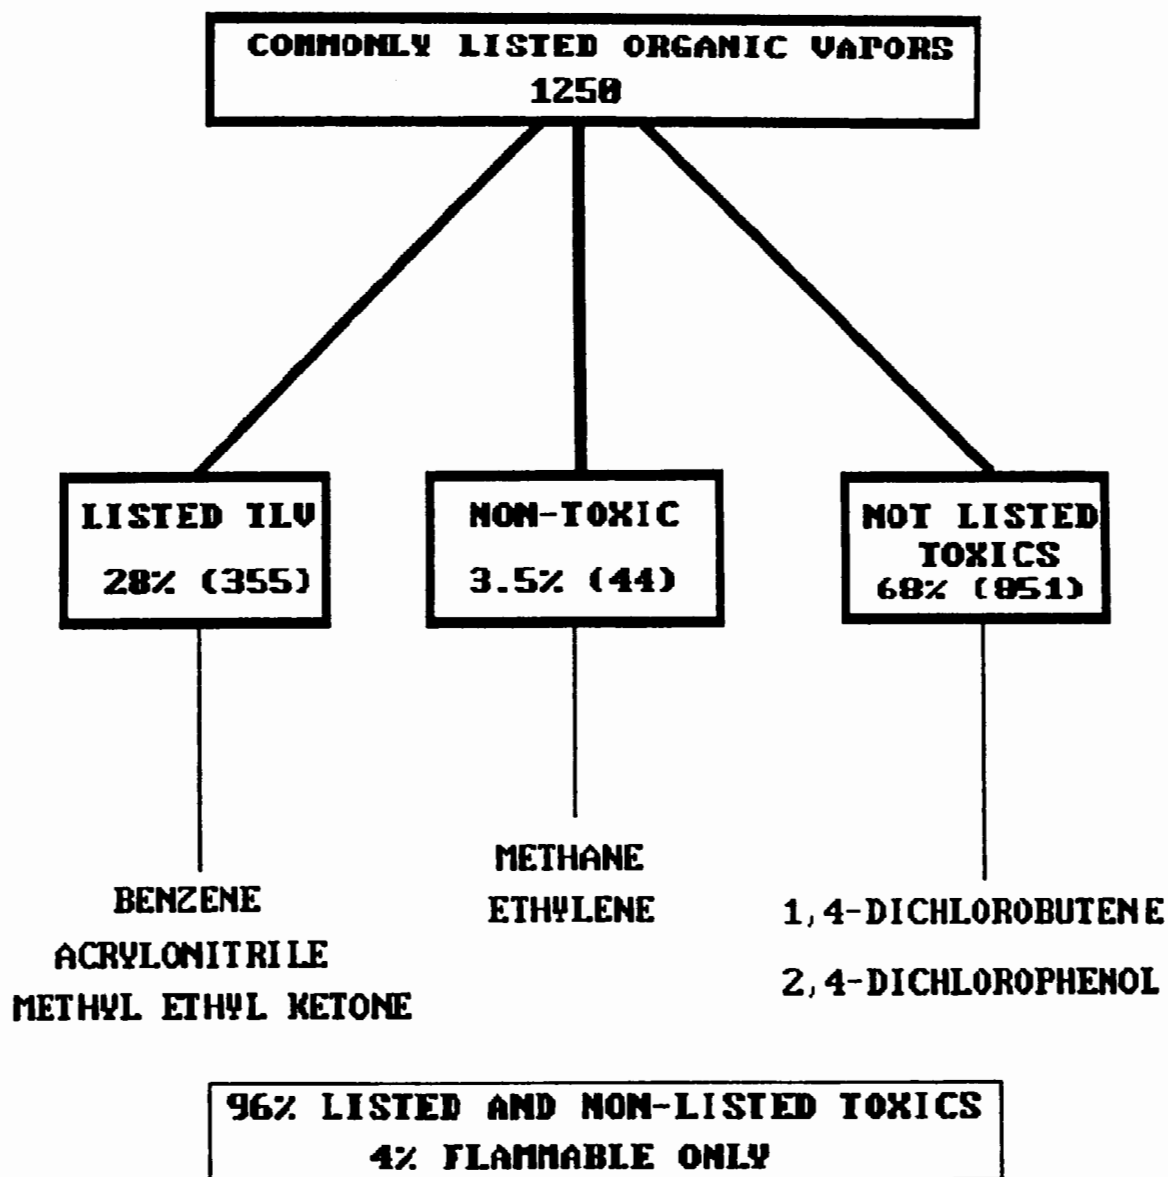 COMMONLY LISTED ORGANIC VAPORS
1250
LISTED TLV
28% (355)
NON-TOXIC
3.5% (44)
NOT LISTED
TOXICS
68% (851)
BENZENE
ACRYLONITRILE
METHYL ETHYL KETONE
METHANE
ETHYLENE
1,4-DICHLOROBUTENE
2,4-DICHLOROPHENOL
96% LISTED AND NON-LISTED TOXICS
4% FLAMMABLE ONLY